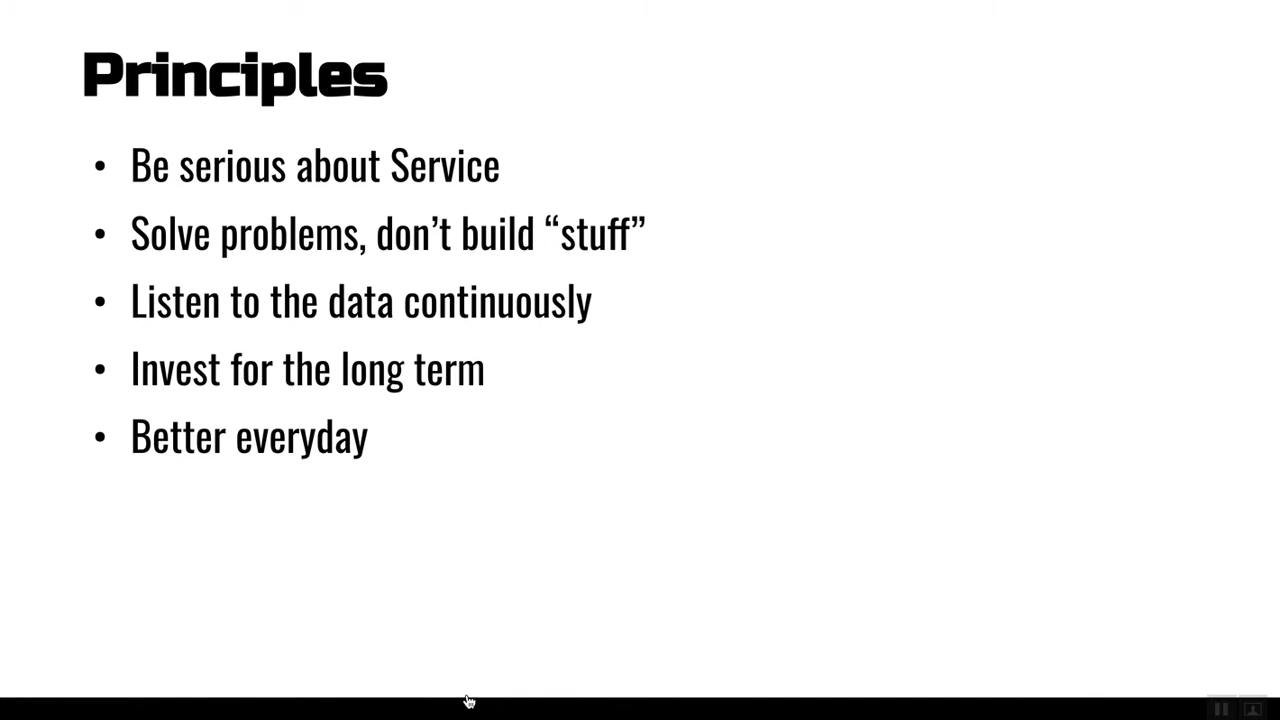 Principles
• Be serious about Service
• Solve problems, don’t build “stuff”
• Listen to the data continuously
• Invest for the long term
• Better everyday